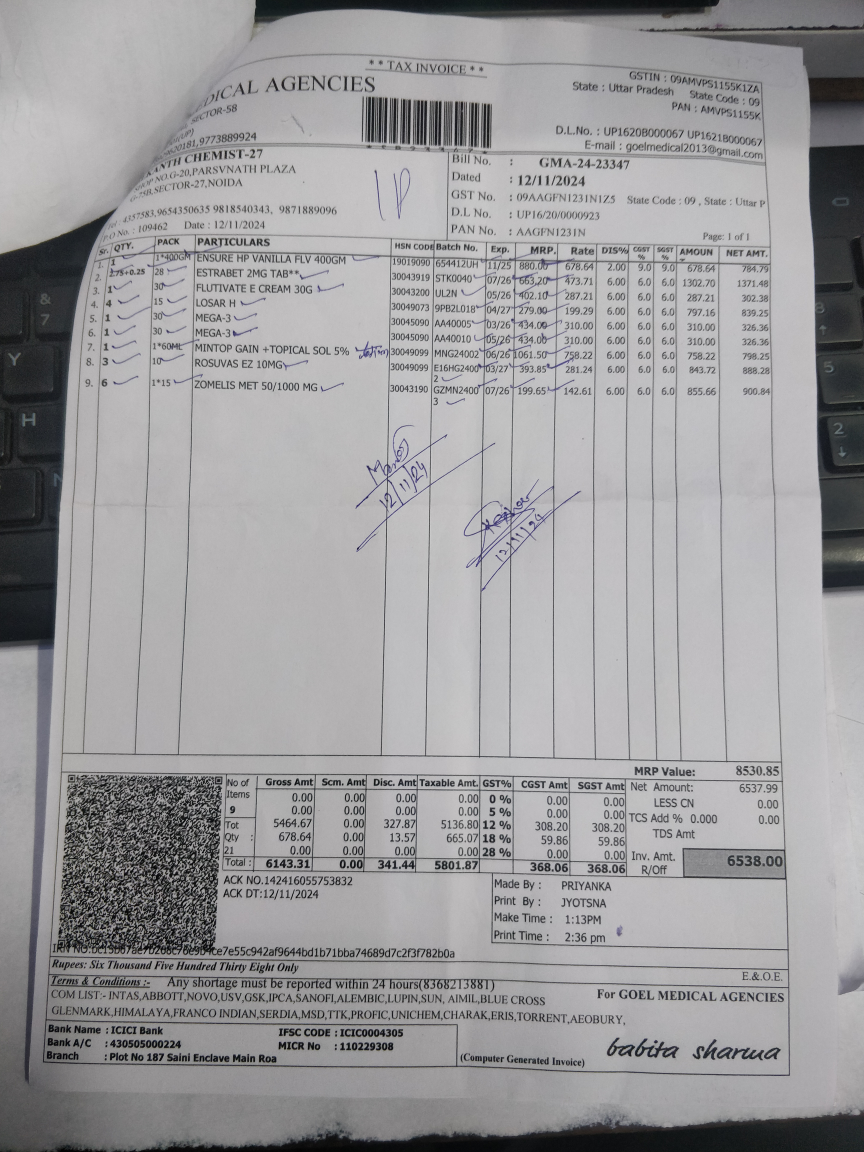 * * TAX INVOICE * *
DICAL AGENCIES
SECTOR-58
GSTIN : 09AMVPS1155K1ZA
State : Uttar Pradesh State Code : 09
PAN : AMVPS1155K
D.L.No. : UP1620B000067 UP1621B000067
E-mail : goelmedical2013@gmail.com
620181,9773889924
KANTH CHEMIST-27
SHOP NO.G-20, PARSVNATH PLAZA
G-25B,SECTOR-27,NOIDA
4357583,9654350635 9818540343, 9871889096
P.O No. : 109462 Date : 12/11/2024
IP
Bill No. : GMA-24-23347
Dated : 12/11/2024
GST No. : 09AAGFN1231N1Z5 State Code : 09 , State : Uttar P
D.L No. : UP16/20/0000923
PAN No. : AAGFN1231N
Page: 1 of 1
Sr. QTY. PACK PARTICULARS HSN CODE Batch No. Exp. MRP. Rate DIS% CGST % SGST % AMOUN NET AMT.
1. 1 1*400GM ENSURE HP VANILLA FLV 400GM 19019090 654412UH 11/25 880.00 678.64 2.00 9.0 9.0 678.64 784.79
2. 2.75+0.25 28 ESTRABET 2MG TAB** 30043919 STK0040 07/26 663.20 473.71 6.00 6.0 6.0 1302.70 1371.48
3. 1 30 FLUTIVATE E CREAM 30G 30043200 UL2N 05/26 402.10 287.21 6.00 6.0 6.0 287.21 302.38
4. 4 15 LOSAR H 30049073 9PB2L018 04/27 279.00 199.29 6.00 6.0 6.0 797.16 839.25
5. 1 30 MEGA-3 30045090 AA40005 03/26 434.00 310.00 6.00 6.0 6.0 310.00 326.36
6. 1 30 MEGA-3 30045090 AA40010 05/26 434.00 310.00 6.00 6.0 6.0 310.00 326.36
7. 1 1*60ML MINTOP GAIN +TOPICAL SOL 5% 30049099 MNG24002 06/26 1061.50 758.22 6.00 6.0 6.0 758.22 798.25
8. 3 10 ROSUVAS EZ 10MG 30049099 E16HG2400 03/27 393.85 281.24 6.00 6.0 6.0 843.72 888.28
2
9. 6 1*15 ZOMELIS MET 50/1000 MG 30043190 GZMN2400 07/26 199.65 142.61 6.00 6.0 6.0 855.66 900.84
3
12/11/24
12/11/24
MRP Value: 8530.85
No of Items 9 Gross Amt Scm. Amt Disc. Amt Taxable Amt. GST% CGST Amt SGST Amt
0.00 0.00 0.00 0.00 0 % 0.00 0.00
0.00 0.00 0.00 0.00 5 % 0.00 0.00
Tot 5464.67 0.00 327.87 5136.80 12 % 308.20 308.20
Qty : 678.64 0.00 13.57 665.07 18 % 59.86 59.86
21 0.00 0.00 0.00 0.00 28 % 0.00 0.00
Total : 6143.31 0.00 341.44 5801.87 368.06 368.06
Net Amount: 6537.99
LESS CN 0.00
TCS Add % 0.000 0.00
TDS Amt
Inv. Amt. R/Off 6538.00
ACK NO.142416055753832
ACK DT:12/11/2024
Made By : PRIYANKA
Print By : JYOTSNA
Make Time : 1:13PM
Print Time : 2:36 pm
Rupees: Six Thousand Five Hundred Thirty Eight Only
E.&O.E.
Terms & Conditions :- Any shortage must be reported within 24 hours(8368213881)
COM LIST:- INTAS,ABBOTT,NOVO,USV,GSK,IPCA,SANOFI,ALEMBIC,LUPIN,SUN, AIMIL,BLUE CROSS
GLENMARK,HIMALAYA,FRANCO INDIAN,SERDIA,MSD,TTK,PROFIC,UNICHEM,CHARAK,ERIS,TORRENT,AEOBURY,
For GOEL MEDICAL AGENCIES
Bank Name : ICICI Bank IFSC CODE : ICIC0004305
Bank A/C : 430505000224 MICR No : 110229308
Branch : Plot No 187 Saini Enclave Main Roa
(Computer Generated Invoice)
babita sharma